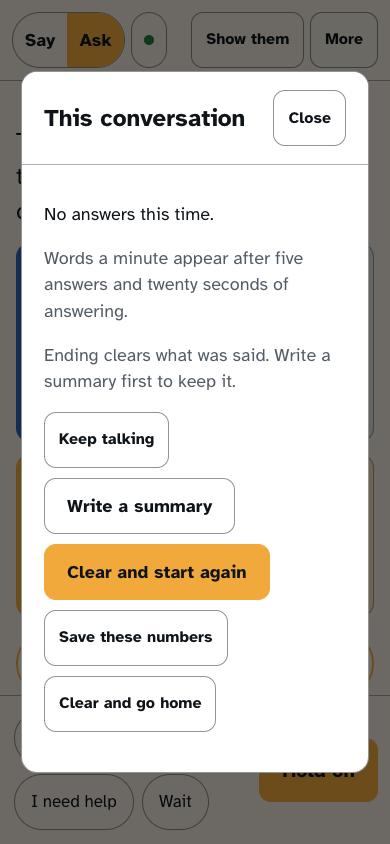 Say
Ask
Show them
More
This conversation
Close
No answers this time.
Words a minute appear after five
answers and twenty seconds of
answering.
Ending clears what was said. Write a
summary first to keep it.
Keep talking
Write a summary
Clear and start again
Save these numbers
Clear and go home
Hold on
I need help
Wait